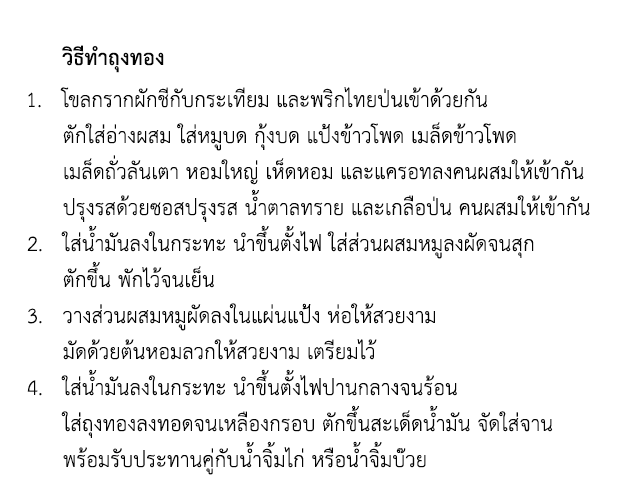 วิธีทำถุงทอง
1. โขลกรากผักชีกับกระเทียม และพริกไทยป่นเข้าด้วยกัน
ตักใส่อ่างผสม ใส่หมูบด กุ้งบด แป้งข้าวโพด เมล็ดข้าวโพด
เมล็ดถั่วลันเตา หอมใหญ่ เห็ดหอม และแครอทลงคนผสมให้เข้ากัน
ปรุงรสด้วยซอสปรุงรส น้ำตาลทราย และเกลือป่น คนผสมให้เข้ากัน
2. ใส่น้ำมันลงในกระทะ นำขึ้นตั้งไฟ ใส่ส่วนผสมหมูลงผัดจนสุก
ตักขึ้น พักไว้จนเย็น
3. วางส่วนผสมหมูผัดลงในแผ่นแป้ง ห่อให้สวยงาม
มัดด้วยต้นหอมลวกให้สวยงาม เตรียมไว้
4. ใส่น้ำมันลงในกระทะ นำขึ้นตั้งไฟปานกลางจนร้อน
ใส่ถุงทองลงทอดจนเหลืองกรอบ ตักขึ้นสะเด็ดน้ำมัน จัดใส่จาน
พร้อมรับประทานคู่กับน้ำจิ้มไก่ หรือน้ำจิ้มบ๊วย